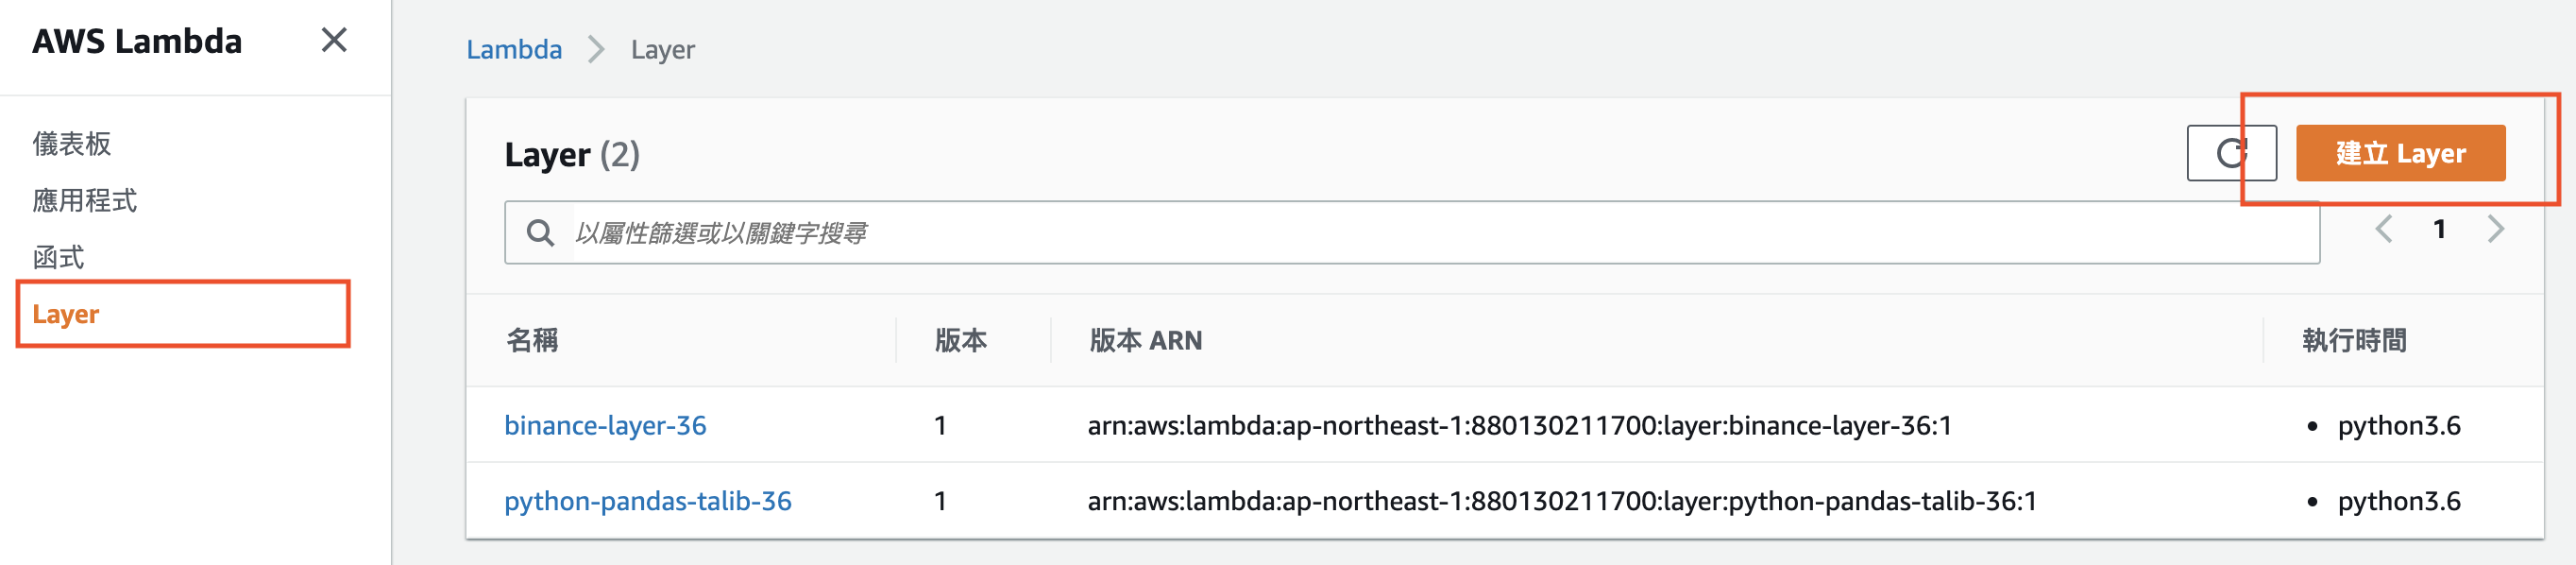 AWS Lambda
儀表板
應用程式
函式
Layer
Lambda Layer
Layer (2)
建立 Layer
以屬性篩選或以關鍵字搜尋
1
名稱 版本 版本 ARN 執行時間
binance-layer-36 1 arn:aws:lambda:ap-northeast-1:880130211700:layer:binance-layer-36:1 • python3.6
python-pandas-talib-36 1 arn:aws:lambda:ap-northeast-1:880130211700:layer:python-pandas-talib-36:1 • python3.6